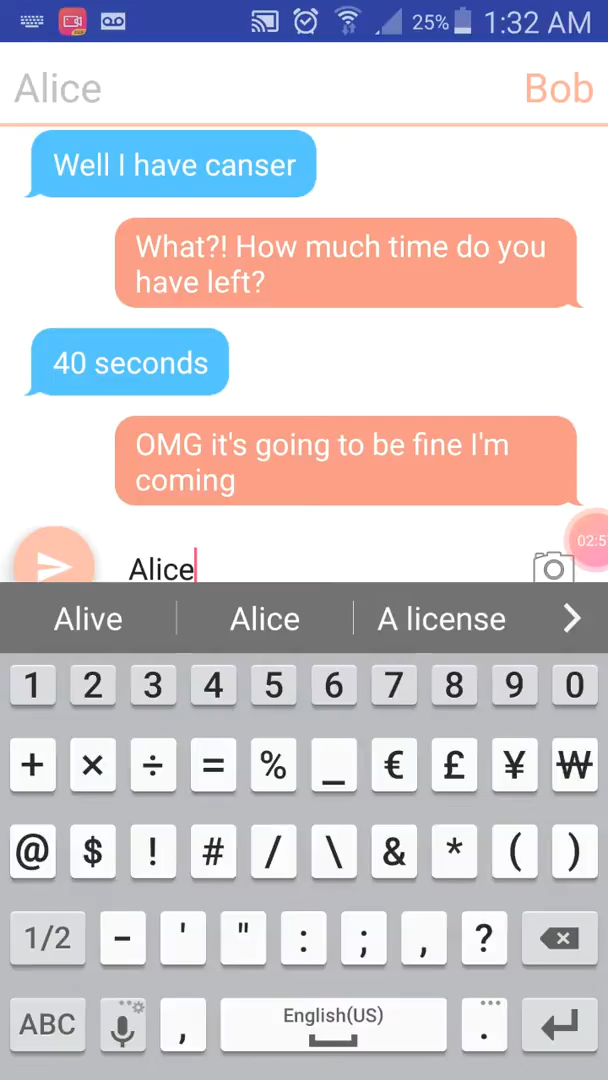 25% 1:32 AM
Alice Bob
Well I have canser
What?! How much time do you
have left?
40 seconds
OMG it's going to be fine I'm
coming
02:5
Alice
Alive Alice A license
1 2 3 4 5 6 7 8 9 0
+ × ÷ = % _ € £ ¥ ₩
@ $ ! # / \ & * ( )
1/2 - ' " : ; , ?
ABC , English(US) .